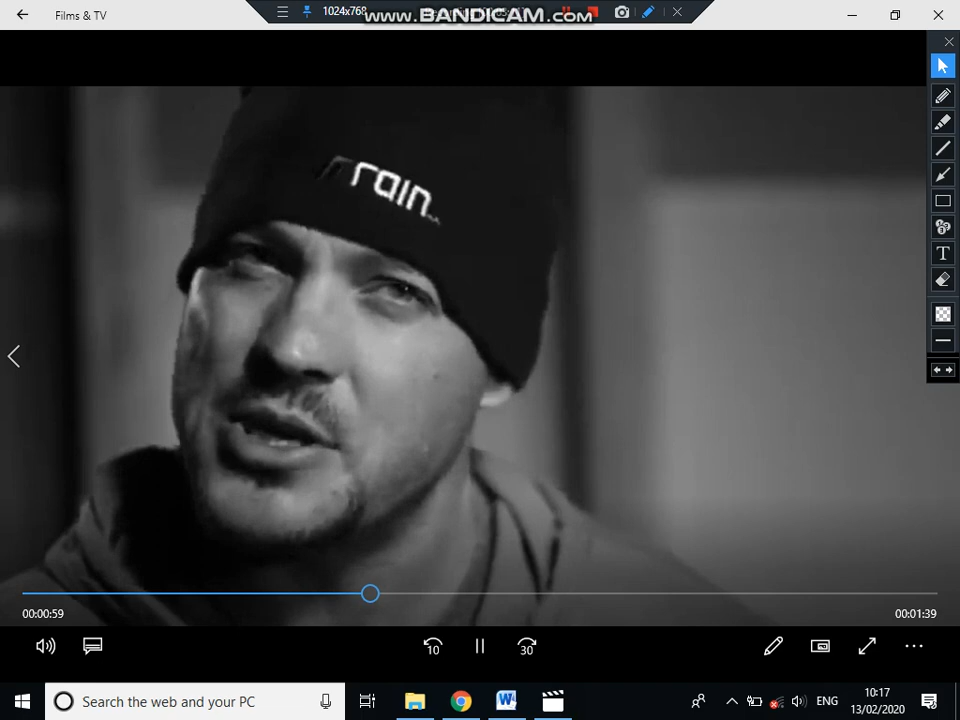 Films & TV
1024x768
www.BANDICAM.com
rain
T
00:00:59
00:01:39
10
30
Search the web and your PC
ENG
10:17
13/02/2020